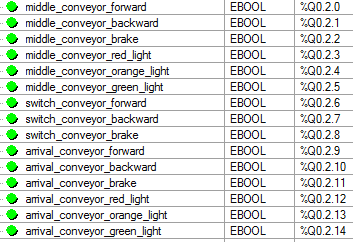 middle_conveyor_forward EBOOL %Q0.2.0
middle_conveyor_backward EBOOL %Q0.2.1
middle_conveyor_brake EBOOL %Q0.2.2
middle_conveyor_red_light EBOOL %Q0.2.3
middle_conveyor_orange_light EBOOL %Q0.2.4
middle_conveyor_green_light EBOOL %Q0.2.5
switch_conveyor_forward EBOOL %Q0.2.6
switch_conveyor_backward EBOOL %Q0.2.7
switch_conveyor_brake EBOOL %Q0.2.8
arrival_conveyor_forward EBOOL %Q0.2.9
arrival_conveyor_backward EBOOL %Q0.2.10
arrival_conveyor_brake EBOOL %Q0.2.11
arrival_conveyor_red_light EBOOL %Q0.2.12
arrival_conveyor_orange_light EBOOL %Q0.2.13
arrival_conveyor_green_light EBOOL %Q0.2.14